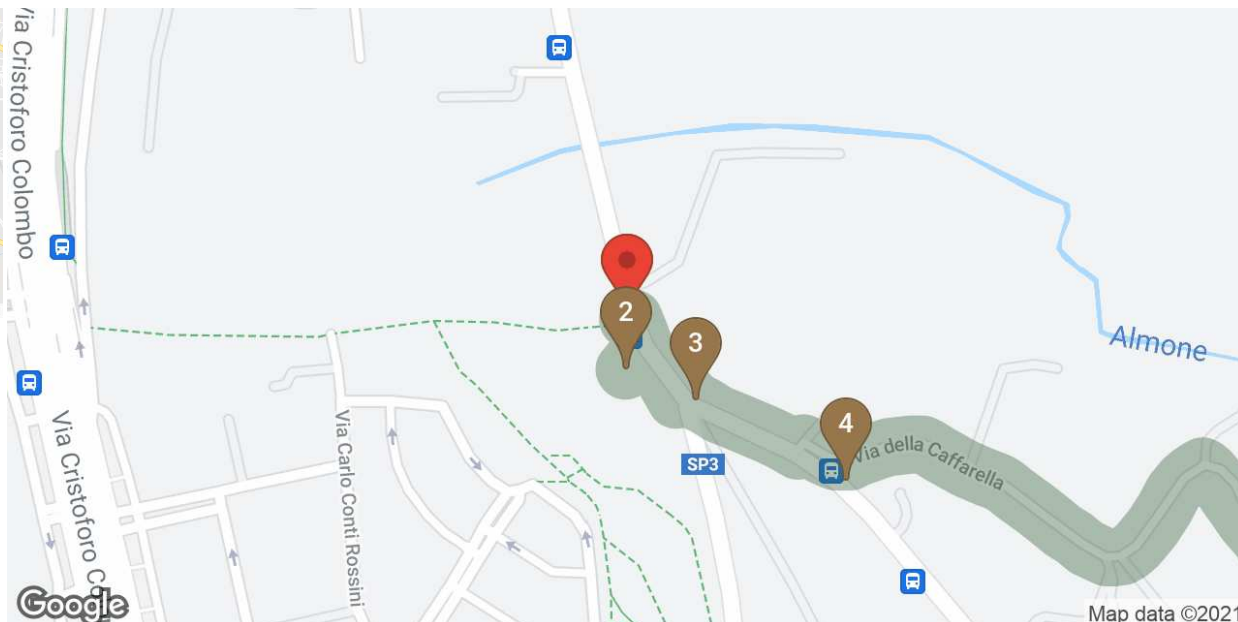 Via Cristoforo Colombo
2
3
4
Almone
SP3
Via della Caffarella
Via Carlo Conti Rossini
Via Cristoforo Co
Google
Map data ©2021